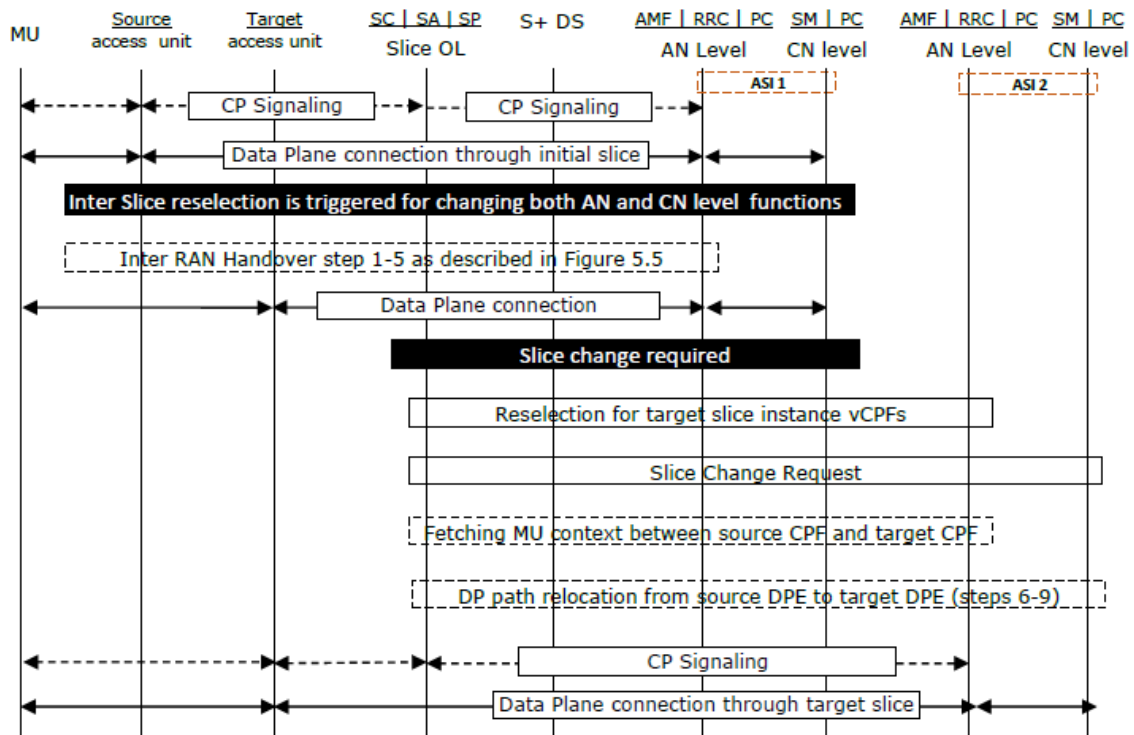 MU
Source
access unit
Target
access unit
SC | SA | SP
Slice OL
S+ DS
AMF | RRC | PC
AN Level
SM | PC
CN level
AMF | RRC | PC
AN Level
SM | PC
CN level
ASI 1
ASI 2
CP Signaling
CP Signaling
Data Plane connection through initial slice
Inter Slice reselection is triggered for changing both AN and CN level functions
Inter RAN Handover step 1-5 as described in Figure 5.5
Data Plane connection
Slice change required
Reselection for target slice instance vCPFs
Slice Change Request
Fetching MU context between source CPF and target CPF
DP path relocation from source DPE to target DPE (steps 6-9)
CP Signaling
Data Plane connection through target slice